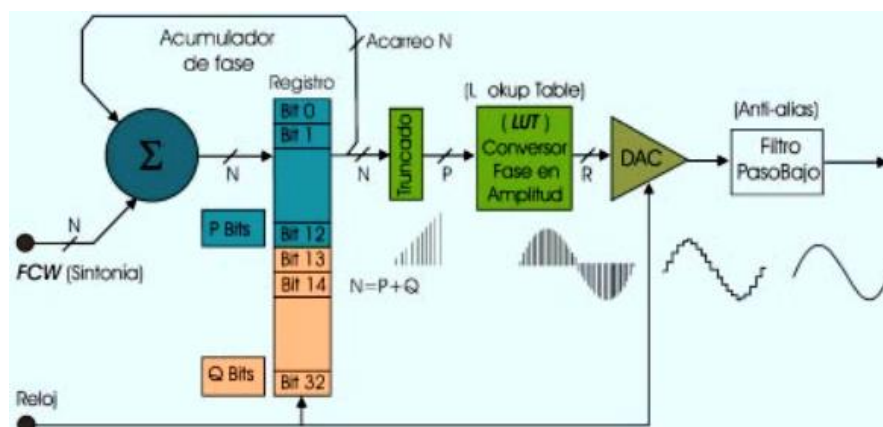 Acumulador
de fase
Acarreo N
Registro
Bit 0
Bit 1
Bit 12
Bit 13
Bit 14
Bit 32
Σ
N
N
N
P
R
FCW (Sintonía)
P Bits
Q Bits
N=P+Q
Truncado
(L okup Table)
( LUT )
Conversor
Fase en
Amplitud
DAC
(Anti-alias)
Filtro
PasoBajo
Reloj